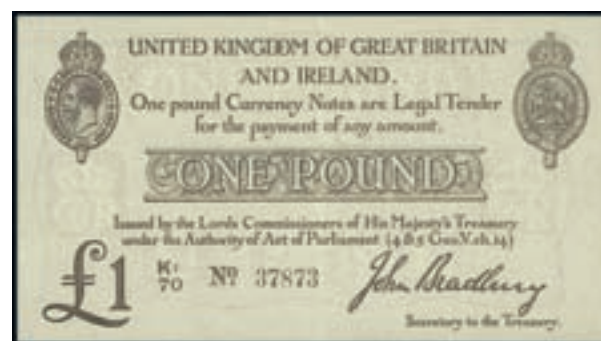 UNITED KINGDOM OF GREAT BRITAIN
AND IRELAND.
One pound Currency Notes are Legal Tender
for the payment of any amount.
ONE POUND
Issued by the Lords Commissioners of His Majesty's Treasury
under the Authority of Act of Parliament (4 & 5 Geo.V.ch.14)
£1 K1/70 No 37873 John Bradbury
Secretary to the Treasury.